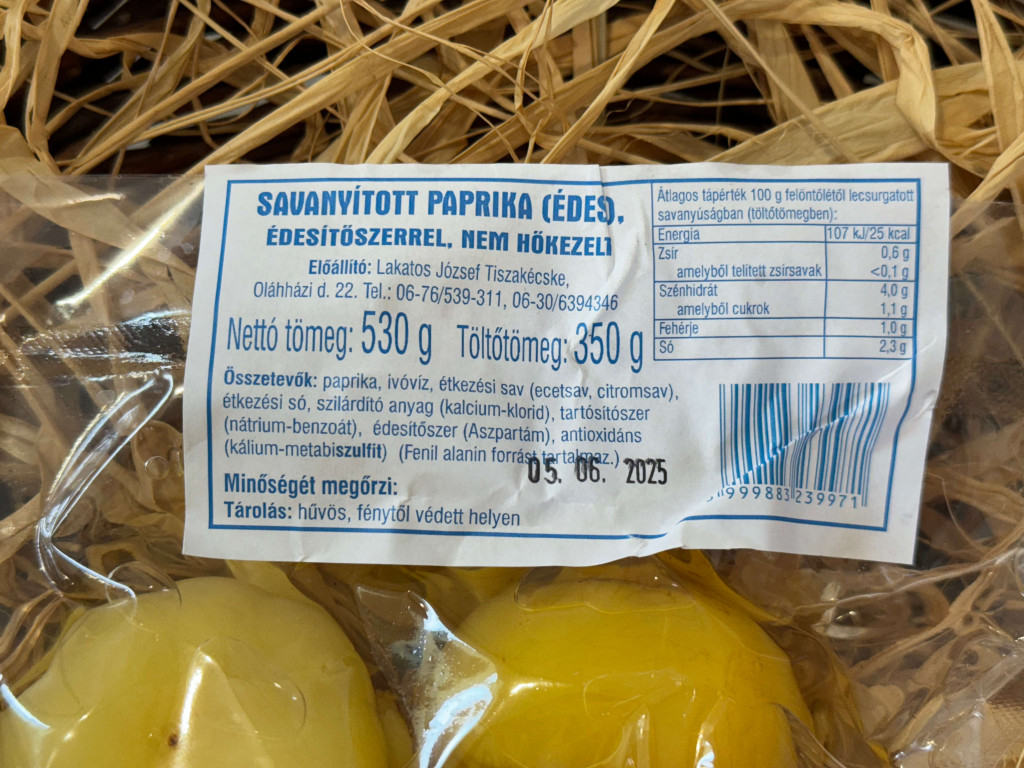 SAVANYÍTOTT PAPRIKA (ÉDES),
ÉDESÍTŐSZERREL, NEM HŐKEZELT
Előállító: Lakatos József Tiszakécske,
Oláhházi d. 22. Tel.: 06-76/539-311, 06-30/6394346
Nettó tömeg: 530 g Töltőtömeg: 350 g
Összetevők: paprika, ivóvíz, étkezési sav (ecetsav, citromsav),
étkezési só, szilárdító anyag (kalcium-klorid), tartósítószer
(nátrium-benzoát), édesítőszer (Aszpartám), antioxidáns
(kálium-metabiszulfit) (Fenil alanin forrást tartalmaz.)
05. 06. 2025
Minőségét megőrzi:
Tárolás: hűvös, fénytől védett helyen
Átlagos tápérték 100 g felöntőlétől lecsurgatott
savanyúságban (töltőtömegben):
Energia 107 kJ/25 kcal
Zsír 0,6 g
amelyből telített zsírsavak <0,1 g
Szénhidrát 4,0 g
amelyből cukrok 1,1 g
Fehérje 1,0 g
Só 2,3 g
5 999883 239971